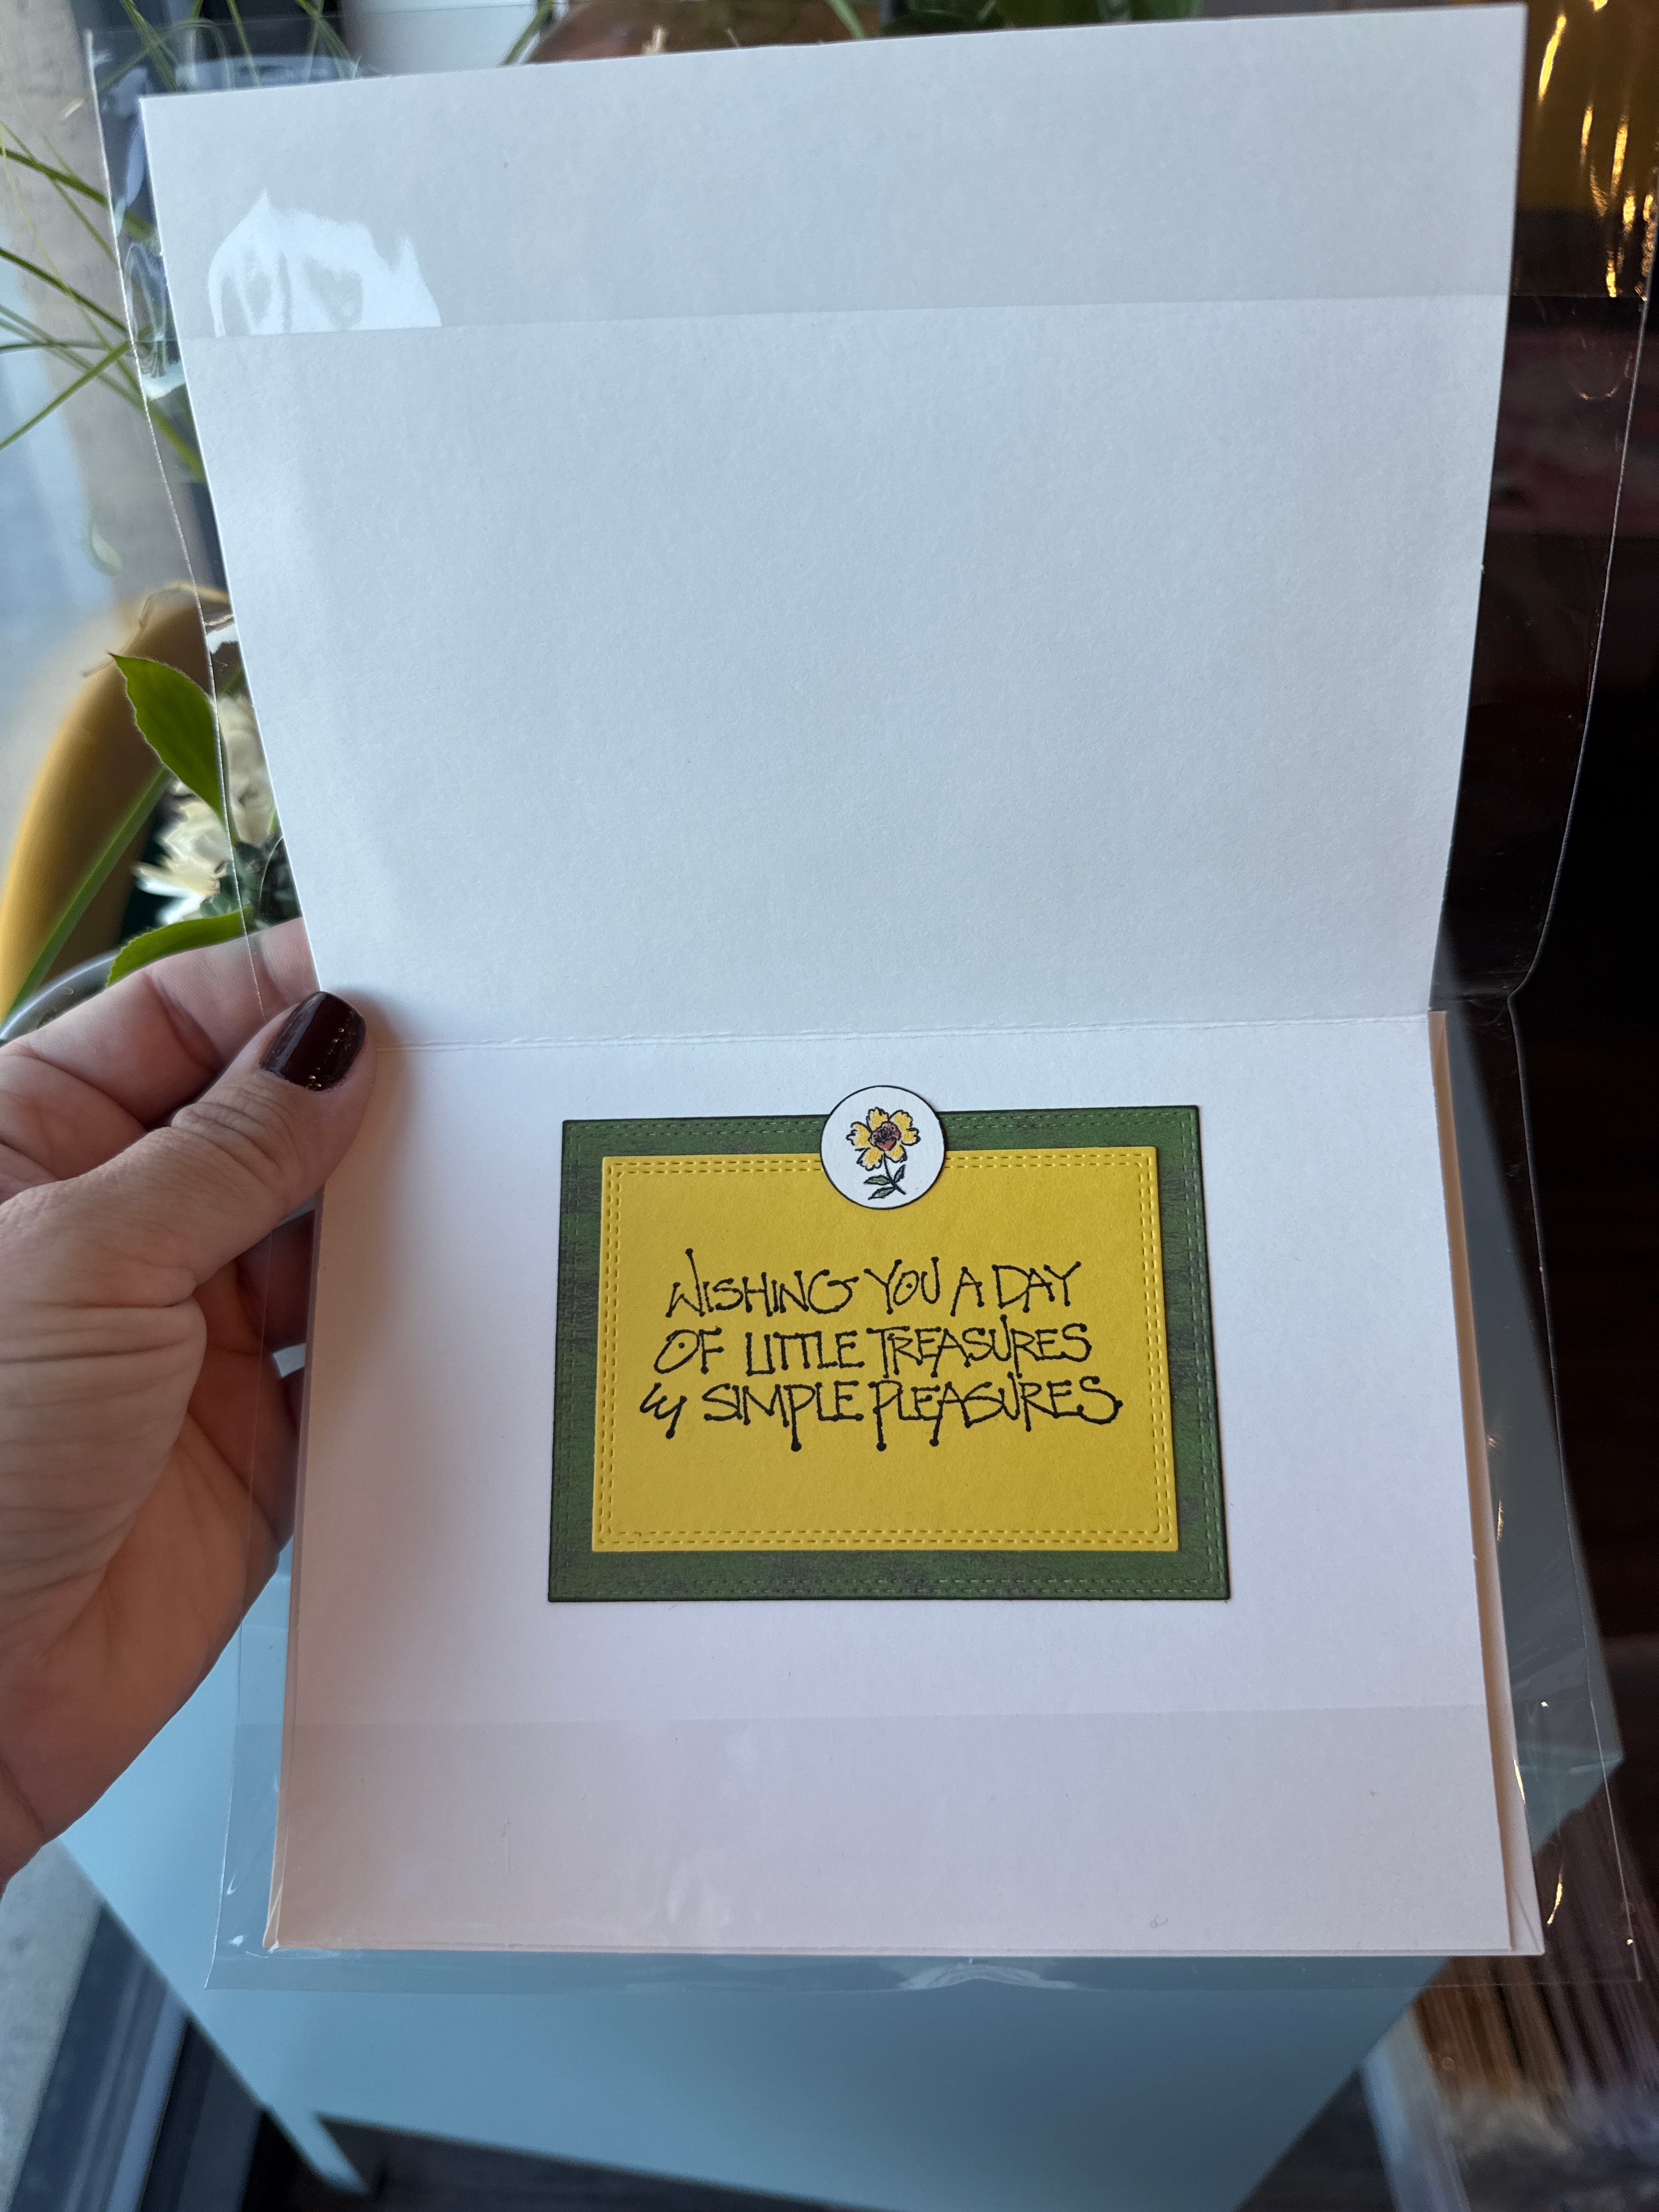 WISHING YOU A DAY
OF LITTLE TREASURES
& SIMPLE PLEASURES